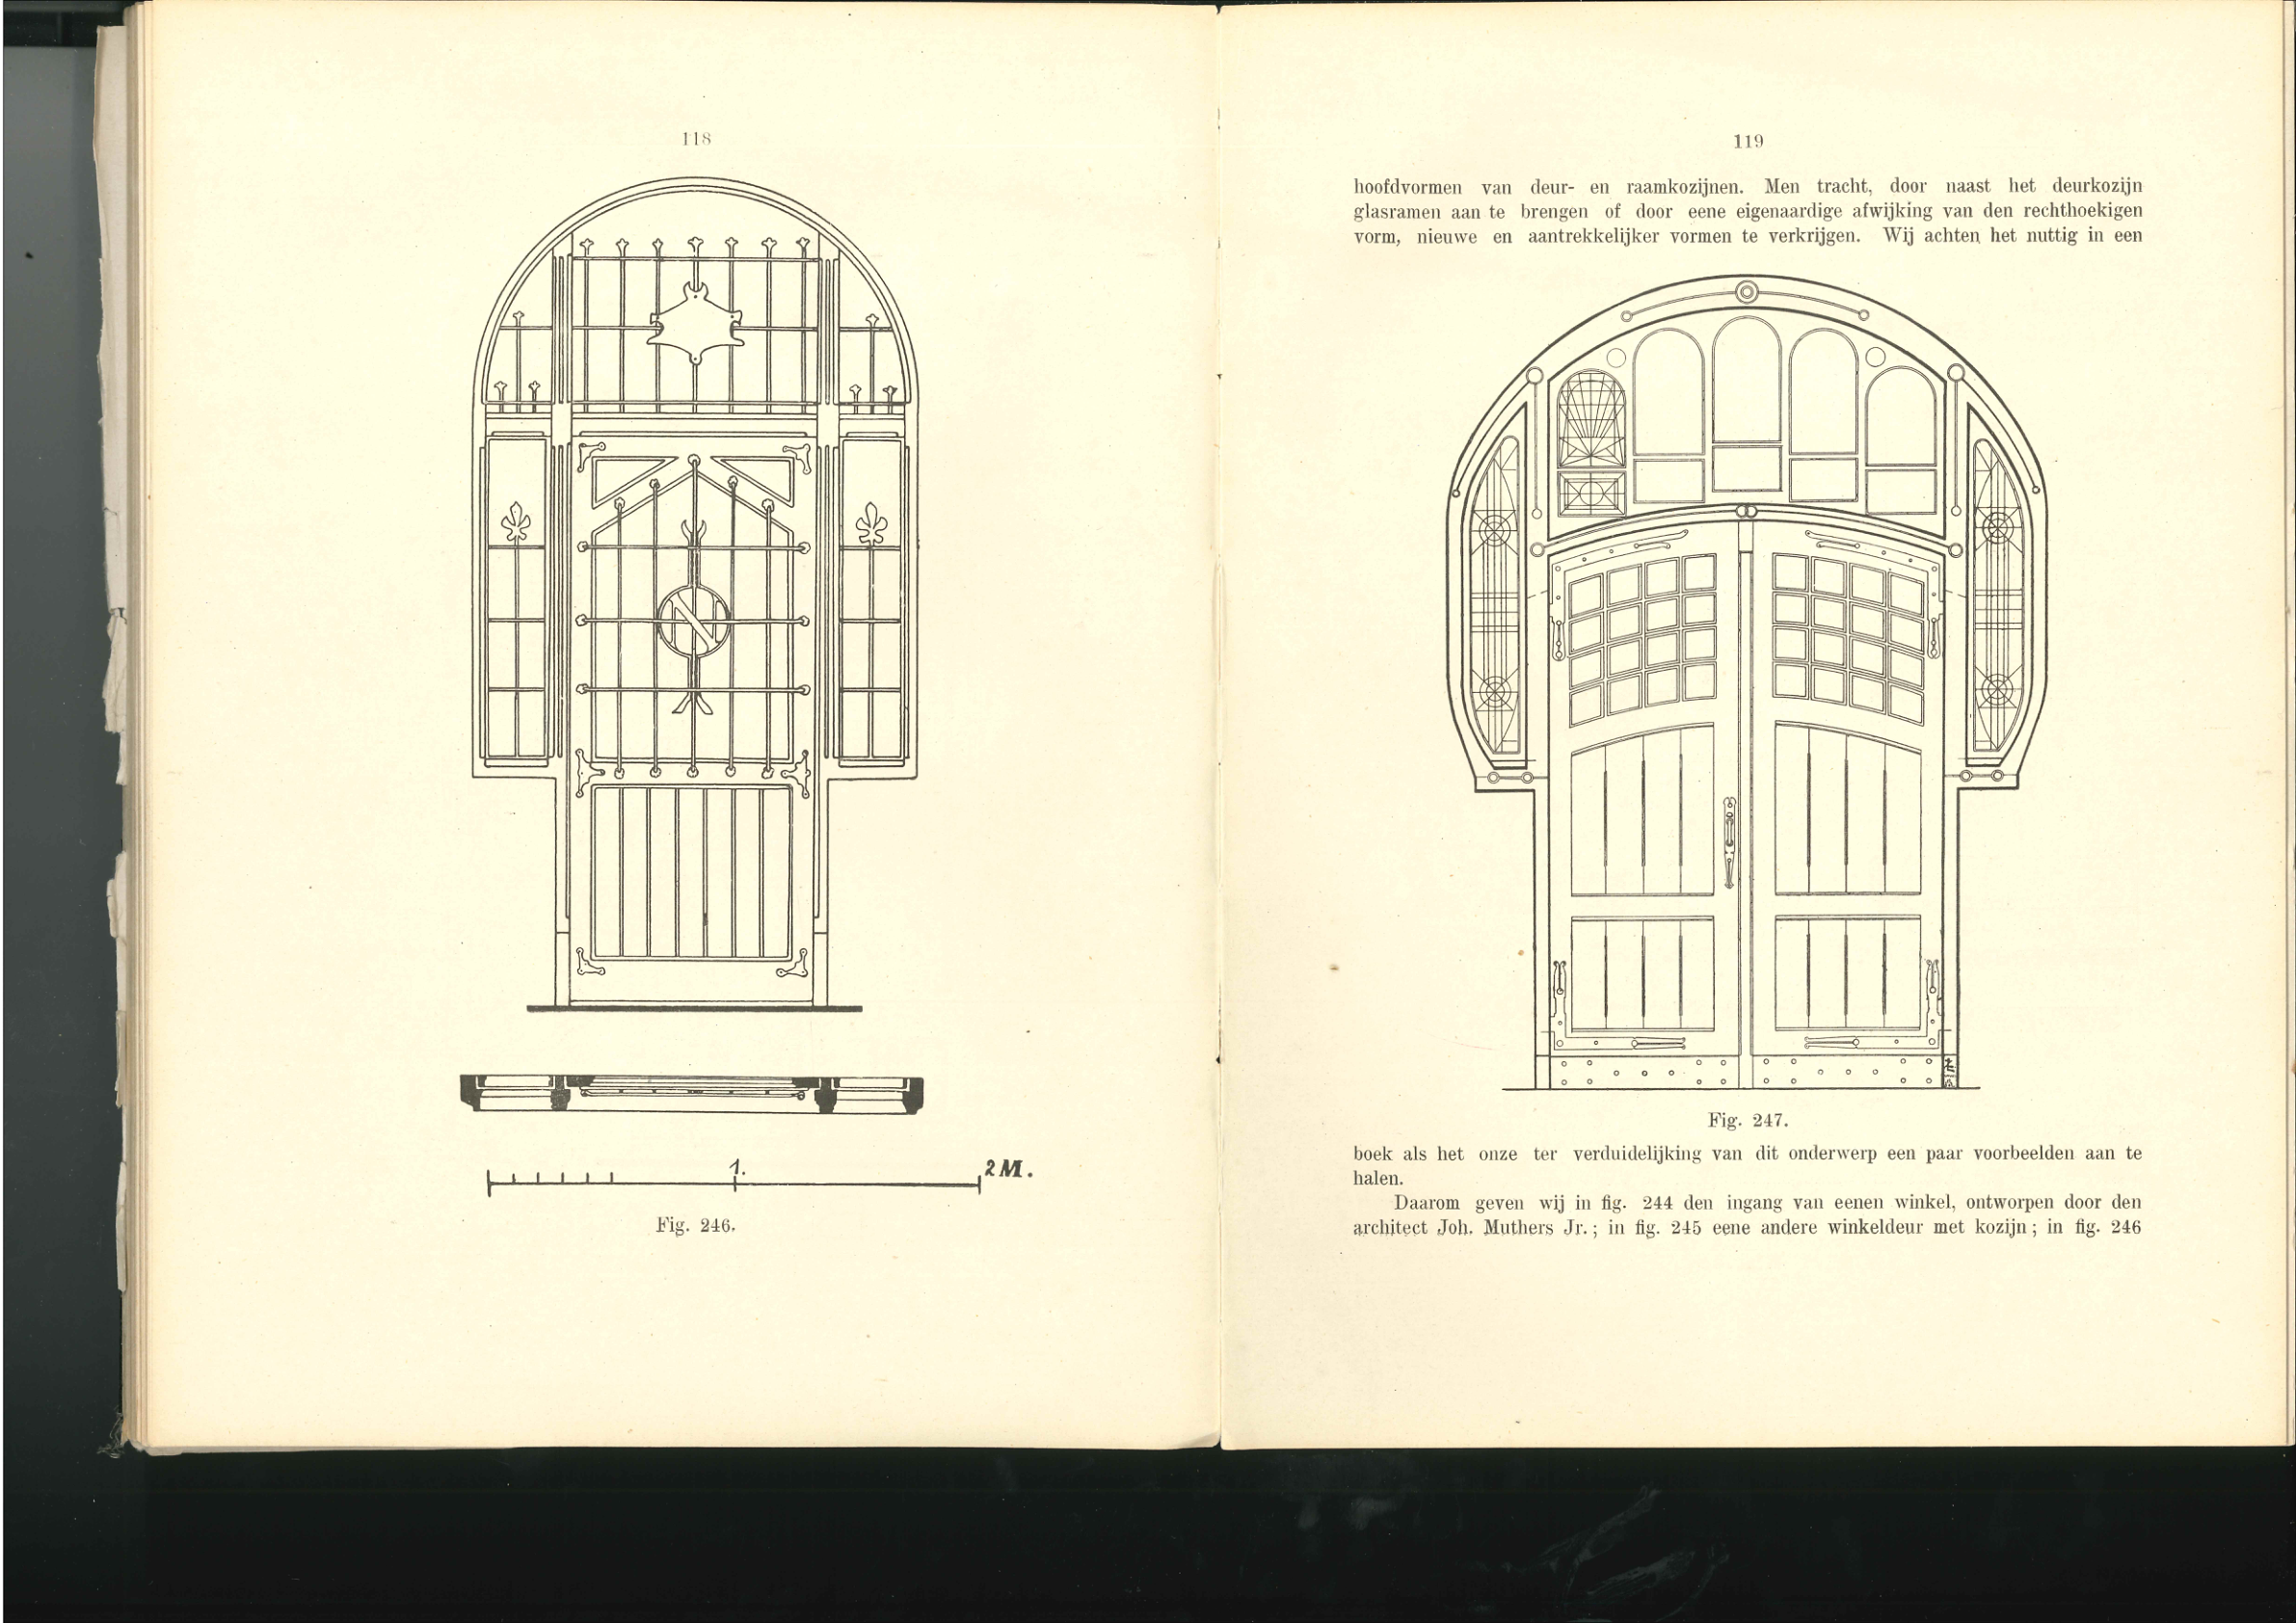 118
N
1.
2 M.
Fig. 246.
119
hoofdvormen van deur- en raamkozijnen. Men tracht, door naast het deurkozijn
glasramen aan te brengen of door eene eigenaardige afwijking van den rechthoekigen
vorm, nieuwe en aantrekkelijker vormen te verkrijgen. Wij achten het nuttig in een
Fig. 247.
boek als het onze ter verduidelijking van dit onderwerp een paar voorbeelden aan te
halen.
Daarom geven wij in fig. 244 den ingang van eenen winkel, ontworpen door den
architect Joh. Muthers Jr.; in fig. 245 eene andere winkeldeur met kozijn; in fig. 246